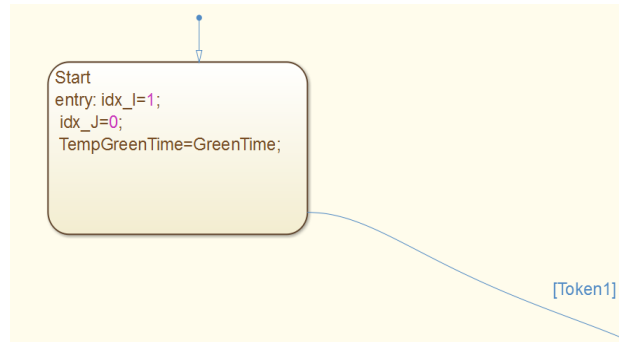 Start
entry: idx_I=1;
idx_J=0;
TempGreenTime=GreenTime;
[Token1]